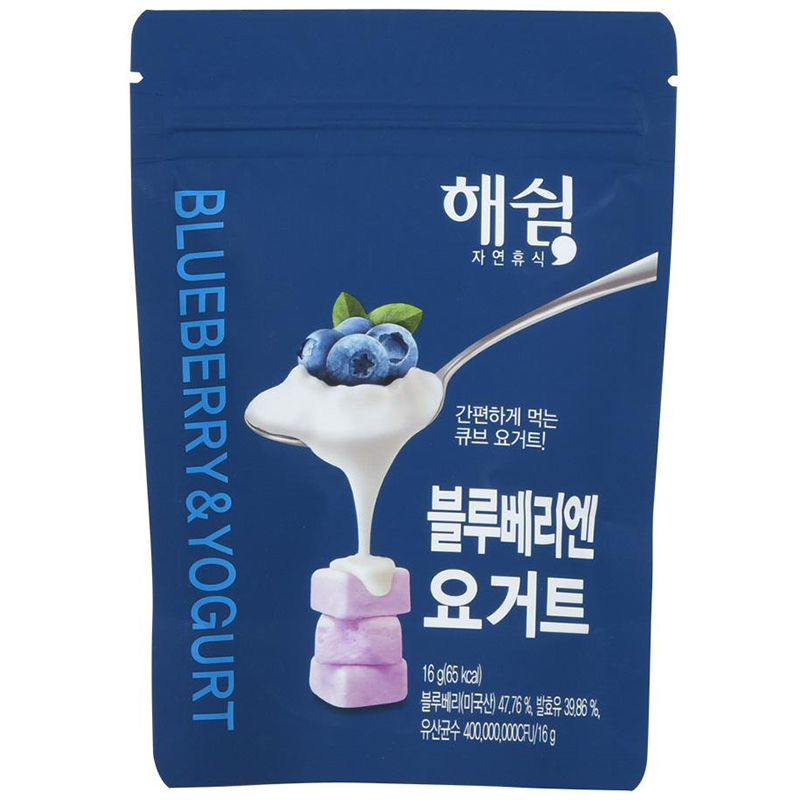 해쉼,
자연휴식
BLUEBERRY&YOGURT
간편하게 먹는
큐브 요거트!
블루베리엔
요거트
16 g(65 kcal)
블루베리(미국산) 47.76 %, 발효유 39.86 %,
유산균수 400,000,000CFU/16 g